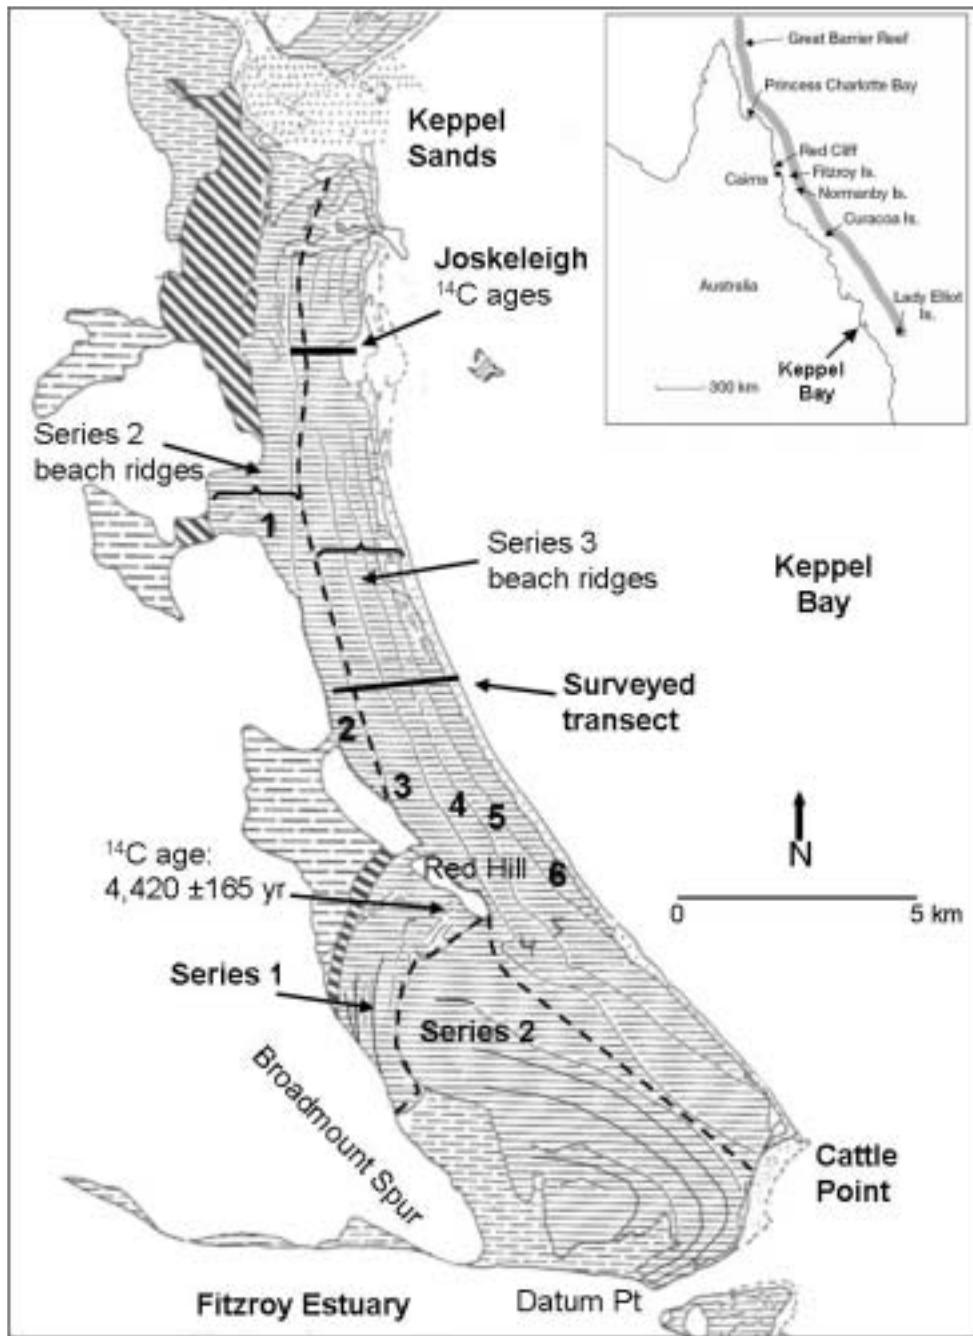 Keppel
Sands
Great Barrier Reef
Princess Charlotte Bay
Red Cliff
Cairns
Fitzroy Is.
Normanby Is.
Curacoa Is.
Australia
Lady Elliot
Is.
Keppel
Bay
300 km
Joskeleigh
¹⁴C ages
Series 2
beach ridges
1
Series 3
beach ridges
Keppel
Bay
Surveyed
transect
2
3
4
5
6
¹⁴C age:
4,420 ±165 yr
Red Hill
N
0 5 km
Series 1
Series 2
Broadmount Spur
Cattle
Point
Fitzroy Estuary
Datum Pt